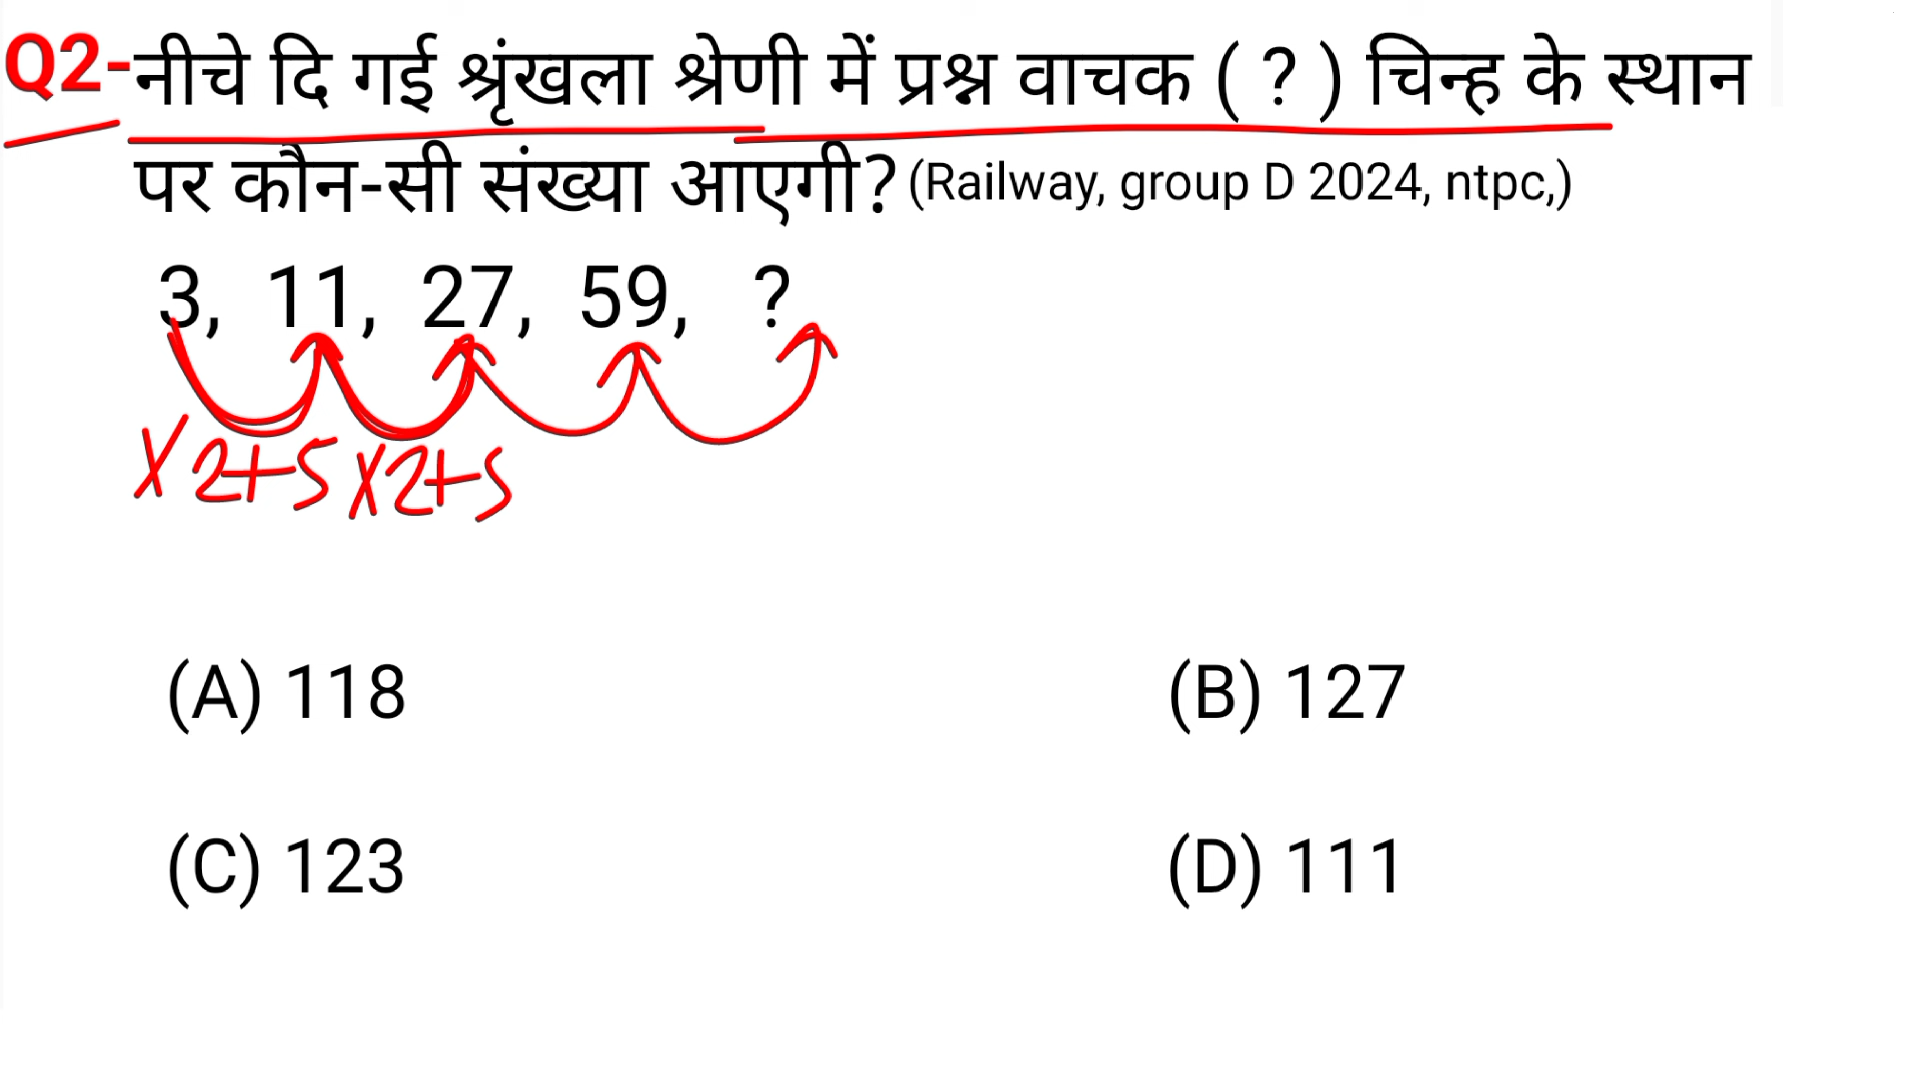 Q2-नीचे दि गई श्रृंखला श्रेणी में प्रश्न वाचक ( ? ) चिन्ह के स्थान
पर कौन-सी संख्या आएगी? (Railway, group D 2024, ntpc,)
3, 11, 27, 59, ?
X2+5 X2+5
(A) 118 (B) 127
(C) 123 (D) 111